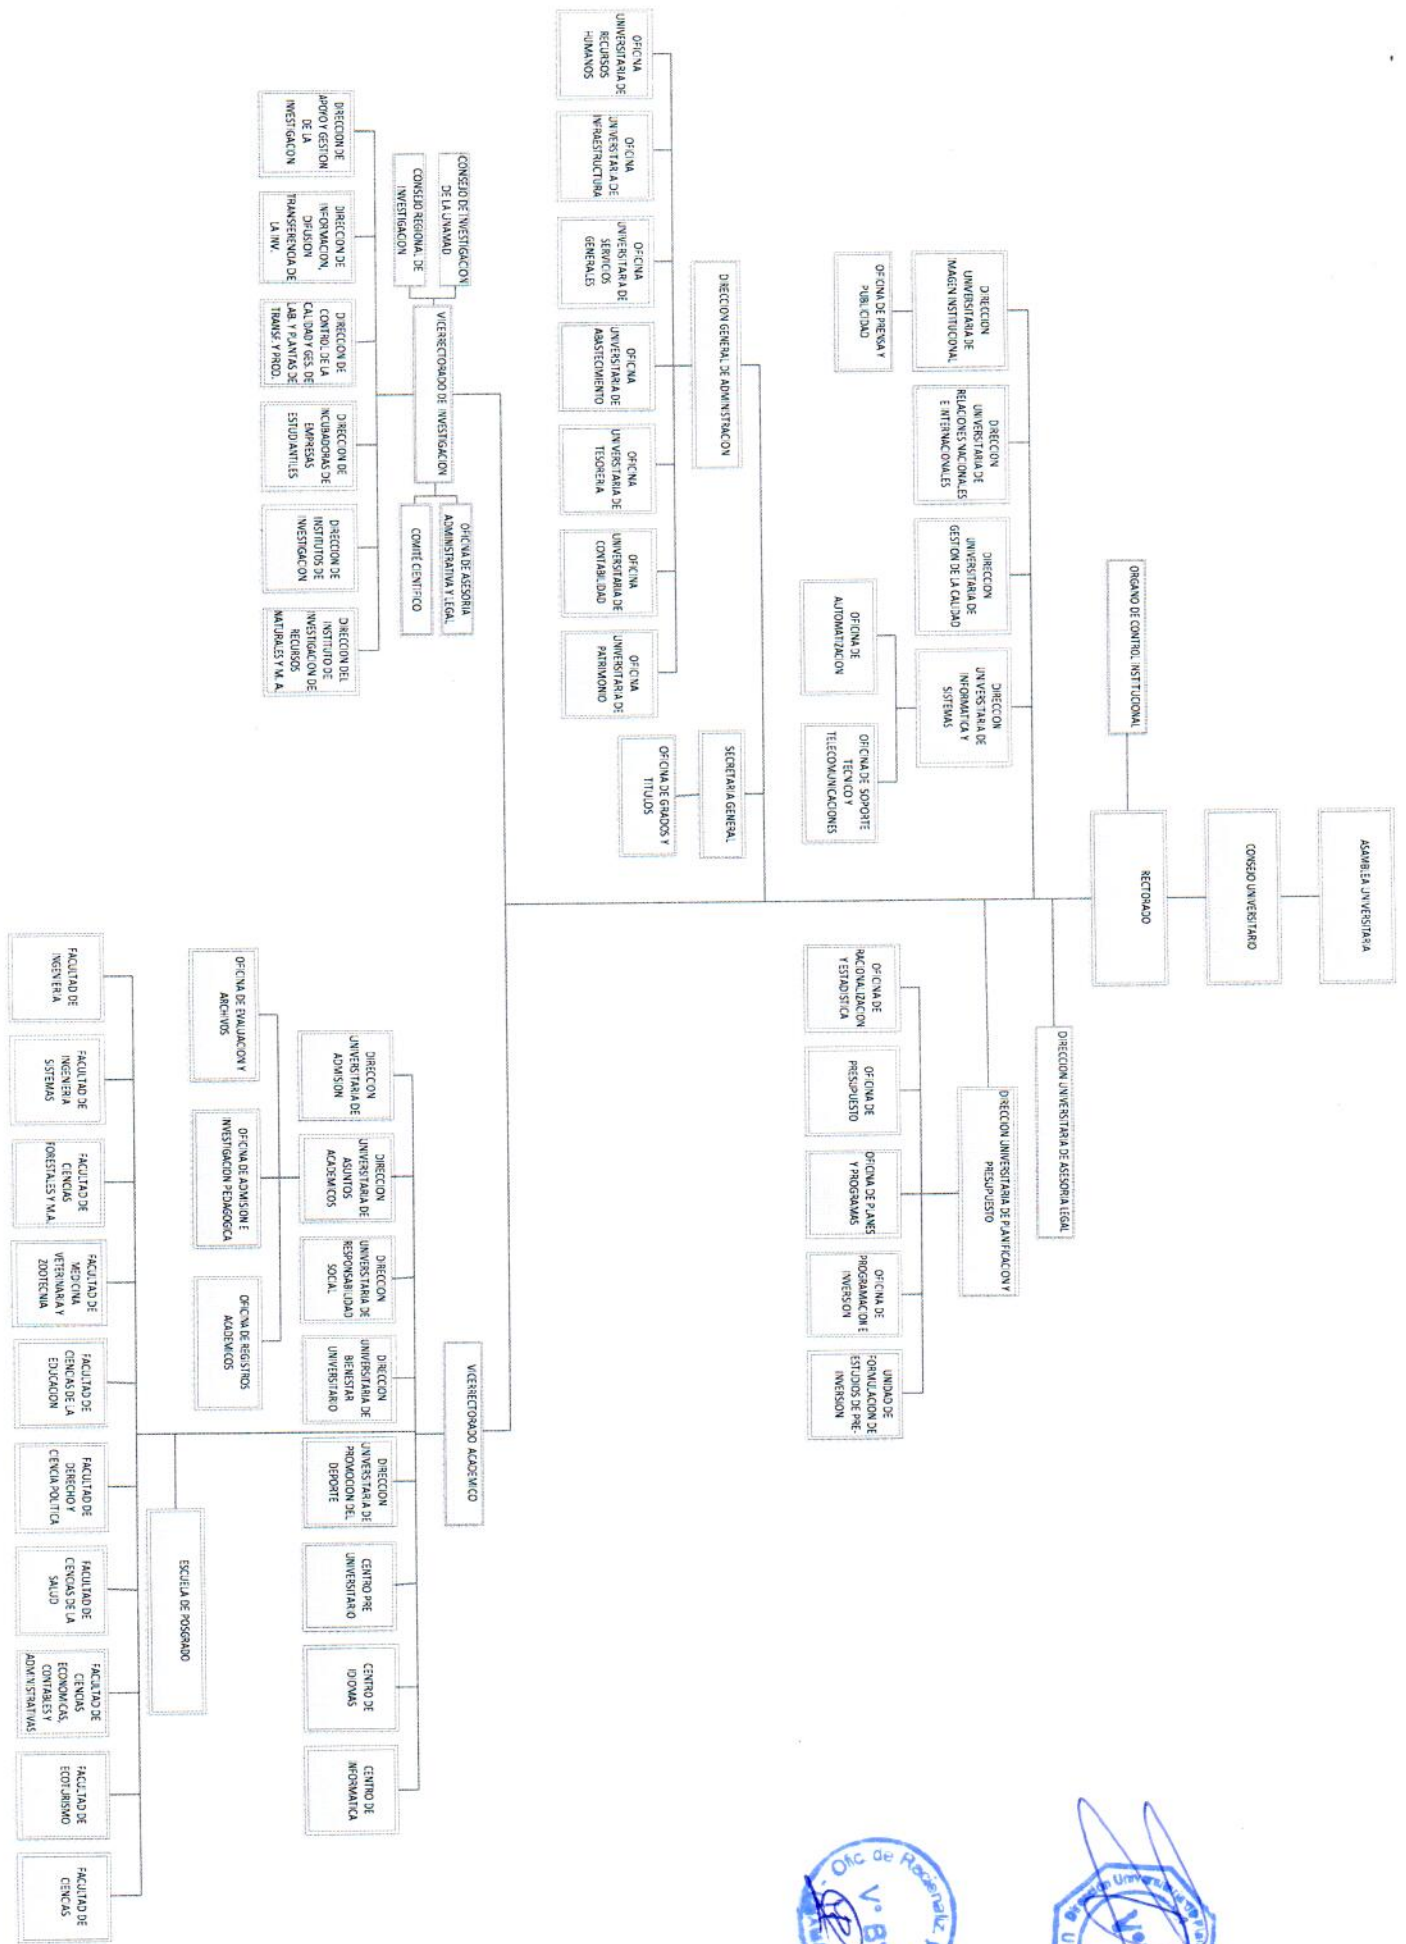 ASAMBLEA UNIVERSITARIA
CONSEJO UNIVERSITARIO
RECTORADO
ORGANO DE CONTROL INSTITUCIONAL
DIRECCION UNIVERSITARIA DE ASESORIA LEGAL
DIRECCION UNIVERSITARIA DE PLANIFICACION Y
PRESUPUESTO
DIRECCION
UNIVERSITARIA DE
IMAGEN INSTITUCIONAL
DIRECCION
UNIVERSITARIA DE
RELACIONES NACIONALES
E INTERNACIONALES
DIRECCION
UNIVERSITARIA DE
GESTION DE LA CALIDAD
DIRECCION
UNIVERSITARIA DE
INFORMATICA Y
SISTEMAS
OFICINA DE PRENSA Y
PUBLICIDAD
OFICINA DE
AUTOMATIZACION
OFICINA DE SOPORTE
TECNICO Y
TELECOMUNICACIONES
OFICINA DE
RACIONALIZACION
Y ESTADISTICA
OFICINA DE
PRESUPUESTO
OFICINA DE PLANES
Y PROGRAMAS
OFICINA DE
PROGRAMACION E
INVERSION
UNIDAD DE
FORMULACION DE
ESTUDIOS DE PRE-
INVERSION
DIRECCION GENERAL DE ADMINISTRACION
SECRETARIA GENERAL
OFICINA DE GRADOS Y
TITULOS
OFICINA
UNIVERSITARIA DE
RECURSOS
HUMANOS
OFICINA
UNIVERSITARIA DE
INFRAESTRUCTURA
OFICINA
UNIVERSITARIA DE
SERVICIOS
GENERALES
OFICINA
UNIVERSITARIA DE
ABASTECIMIENTO
OFICINA
UNIVERSITARIA DE
TESORERIA
OFICINA
UNIVERSITARIA DE
CONTABILIDAD
OFICINA
UNIVERSITARIA DE
PATRIMONIO
CONSEJO DE INVESTIGACION
DE LA UNAMAD
CONSEJO REGIONAL DE
INVESTIGACION
VICERRECTORADO DE INVESTIGACION
OFICINA DE ASESORIA
ADMINISTRATIVA Y LEGAL
COMITÉ CIENTIFICO
DIRECCION DE
APOYO Y GESTION
DE LA
INVESTIGACON
DIRECCION DE
INFORMACION,
DIFUSION
TRANSFERENCIA DE
LA INV.
DIRECCION DE
CONTROL DE LA
CALIDAD Y GES. DE
LAB. Y PLANTAS DE
TRANSF. Y PROD.
DIRECCION DE
INCUBADORAS DE
EMPRESAS
ESTUDIANTILES
DIRECCION DE
INSTITUTOS DE
INVESTIGACION
DIRECCION DEL
INSTITUTO DE
INVESTIGACION DE
RECURSOS
NATURALES Y M. A.
VICERRECTORADO ACADEMICO
DIRECCION
UNIVERSITARIA DE
ADMISION
DIRECCION
UNIVERSITARIA DE
ASUNTOS
ACADEMICOS
DIRECCION
UNIVERSITARIA DE
RESPONSABILIDAD
SOCIAL
DIRECCION
UNIVERSITARIA DE
BIENESTAR
UNIVERSITARIO
DIRECCION
UNIVERSITARIA DE
PROMOCION DEL
DEPORTE
CENTRO PRE
UNIVERSITARIO
CENTRO DE
IDIOMAS
CENTRO DE
INFORMATICA
OFICINA DE EVALUACION Y
ARCHIVOS
OFICINA DE ADMISION E
INVESTIGACION PEDAGOGICA
OFICINA DE REGISTROS
ACADEMICOS
ESCUELA DE POSGRADO
FACULTAD DE
INGENIERIA
FACULTAD DE
INGENIERIA
SISTEMAS
FACULTAD DE
CIENCIAS
FORESTALES Y M.A.
FACULTAD DE
MEDICINA
VETERINARIA Y
ZOOTECNIA
FACULTAD DE
CIENCIAS DE LA
EDUCACION
FACULTAD DE
DERECHO Y
CIENCIA POLITICA
FACULTAD DE
CIENCIAS DE LA
SALUD
FACULTAD DE
CIENCIAS
ECONOMICAS,
CONTABLES Y
ADMINISTRATIVAS
FACULTAD DE
ECOTURISMO
FACULTAD DE
CIENCIAS
Ofic. de Racionaliz
V° B°